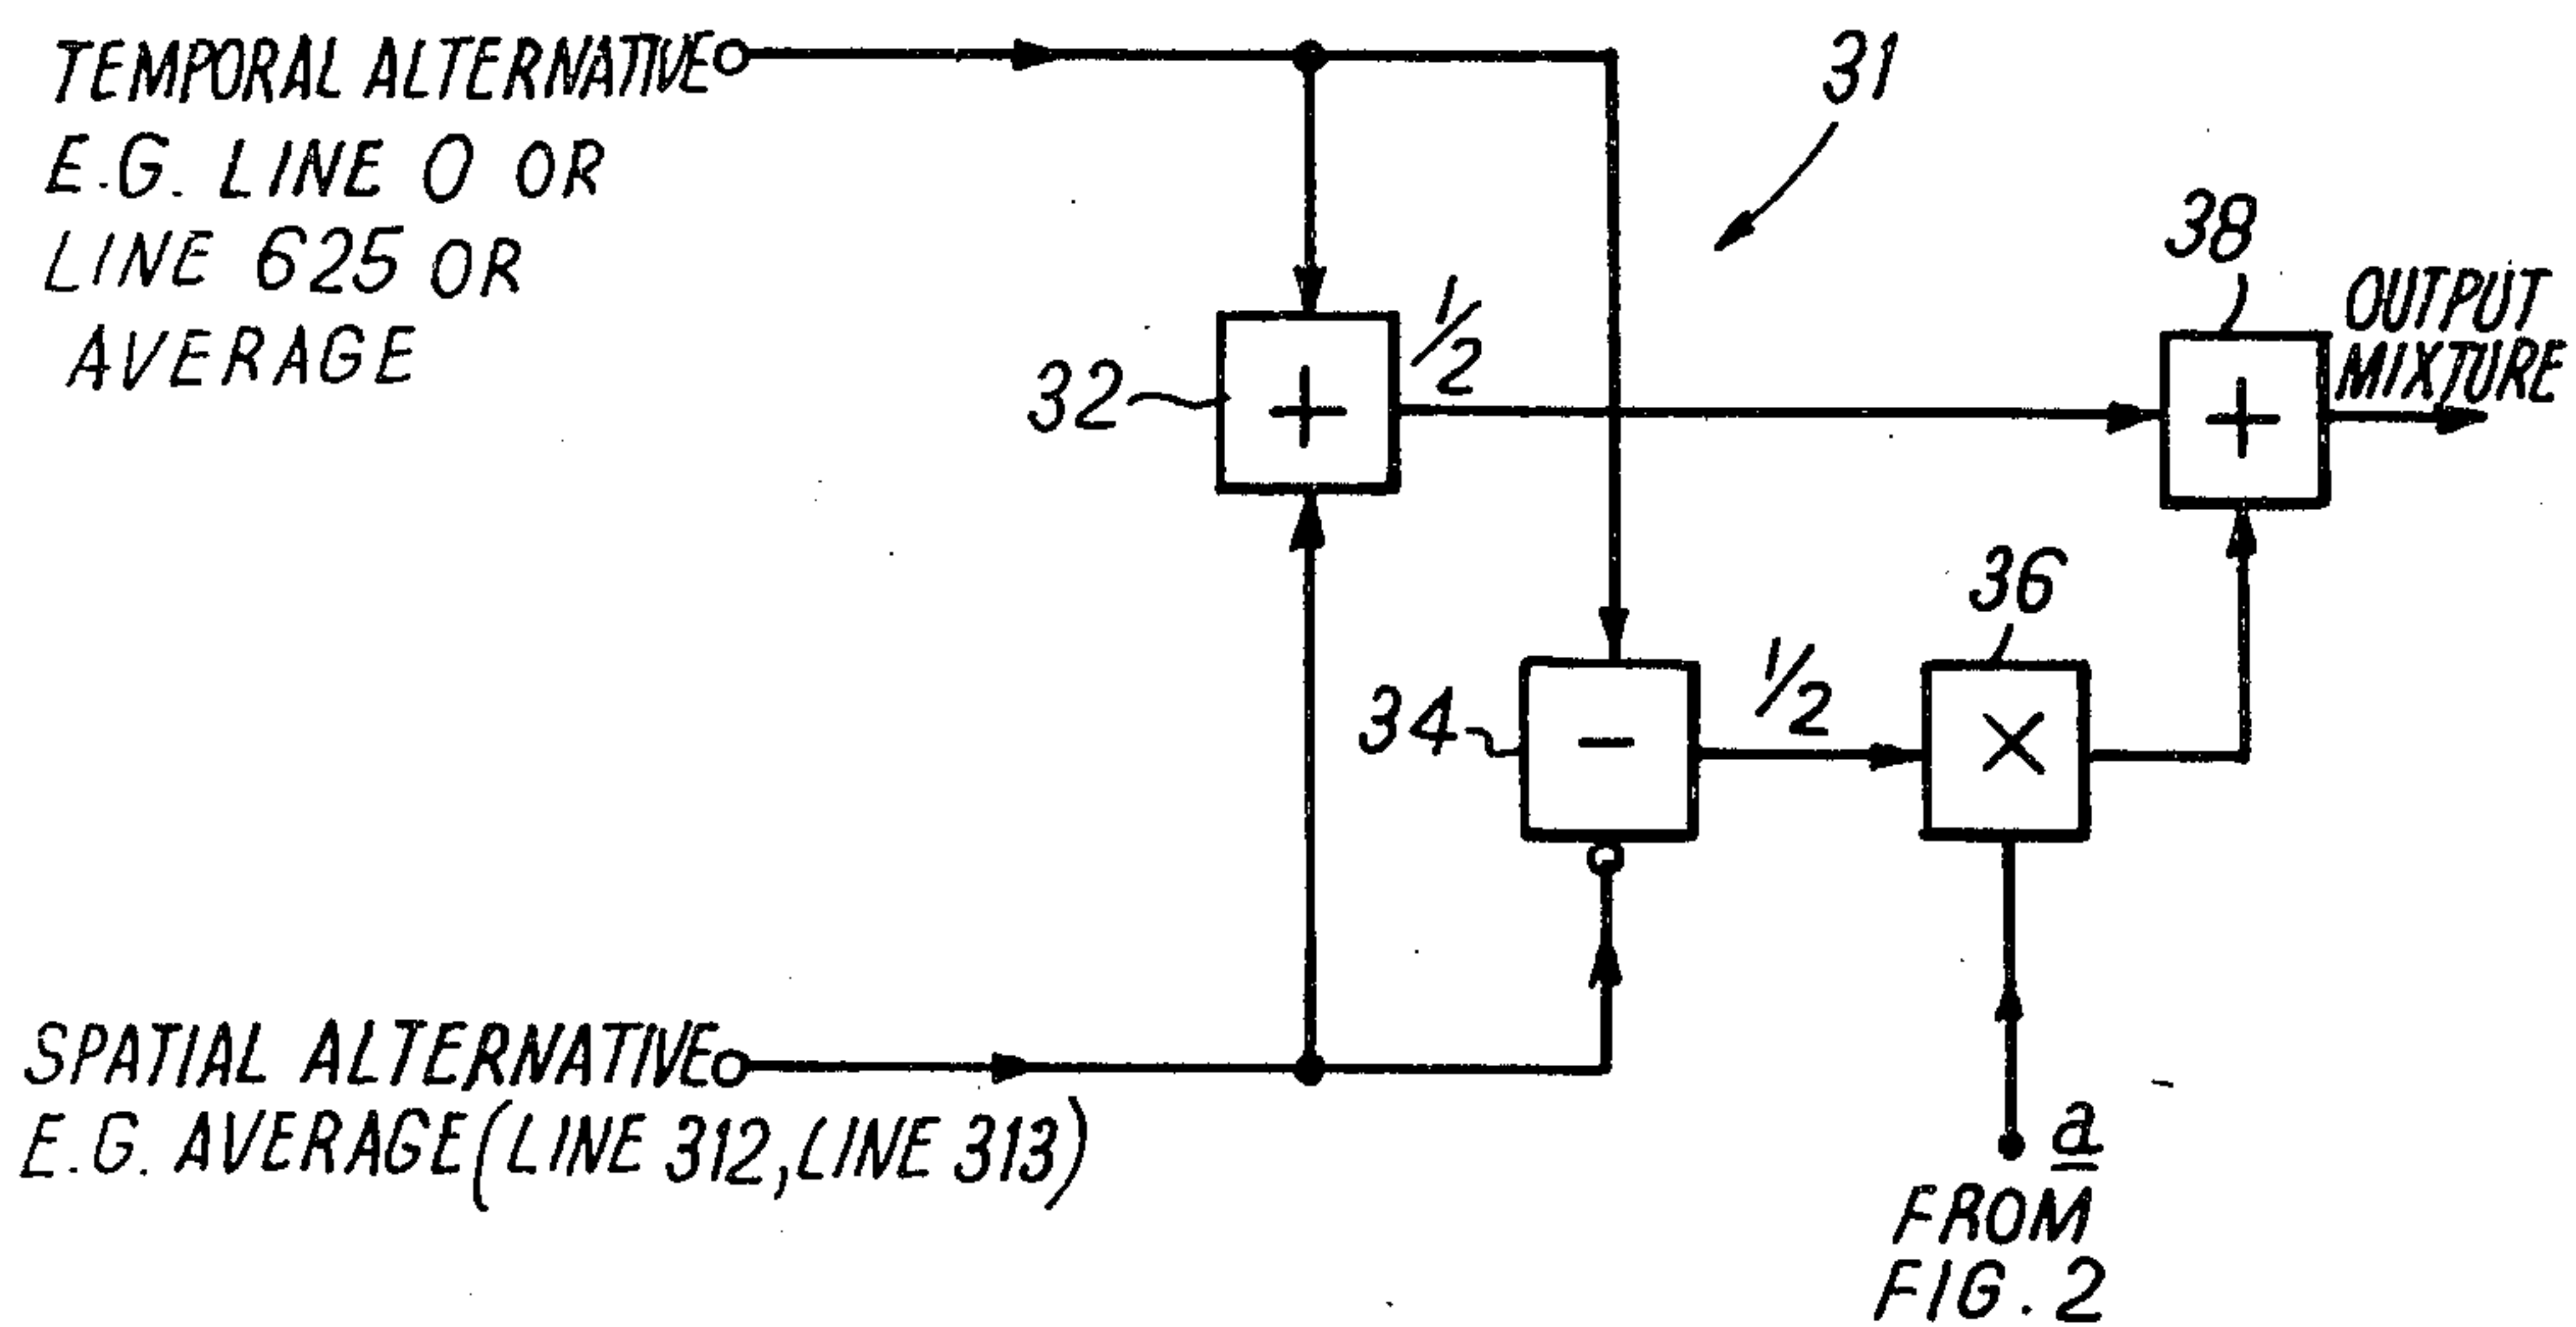 TEMPORAL ALTERNATIVE
E.G. LINE 0 OR
LINE 625 OR
AVERAGE
31
38
OUTPUT
MIXTURE
1/2
32
+
+
36
34
1/2
−
×
SPATIAL ALTERNATIVE
E.G. AVERAGE(LINE 312, LINE 313)
a
FROM
FIG. 2